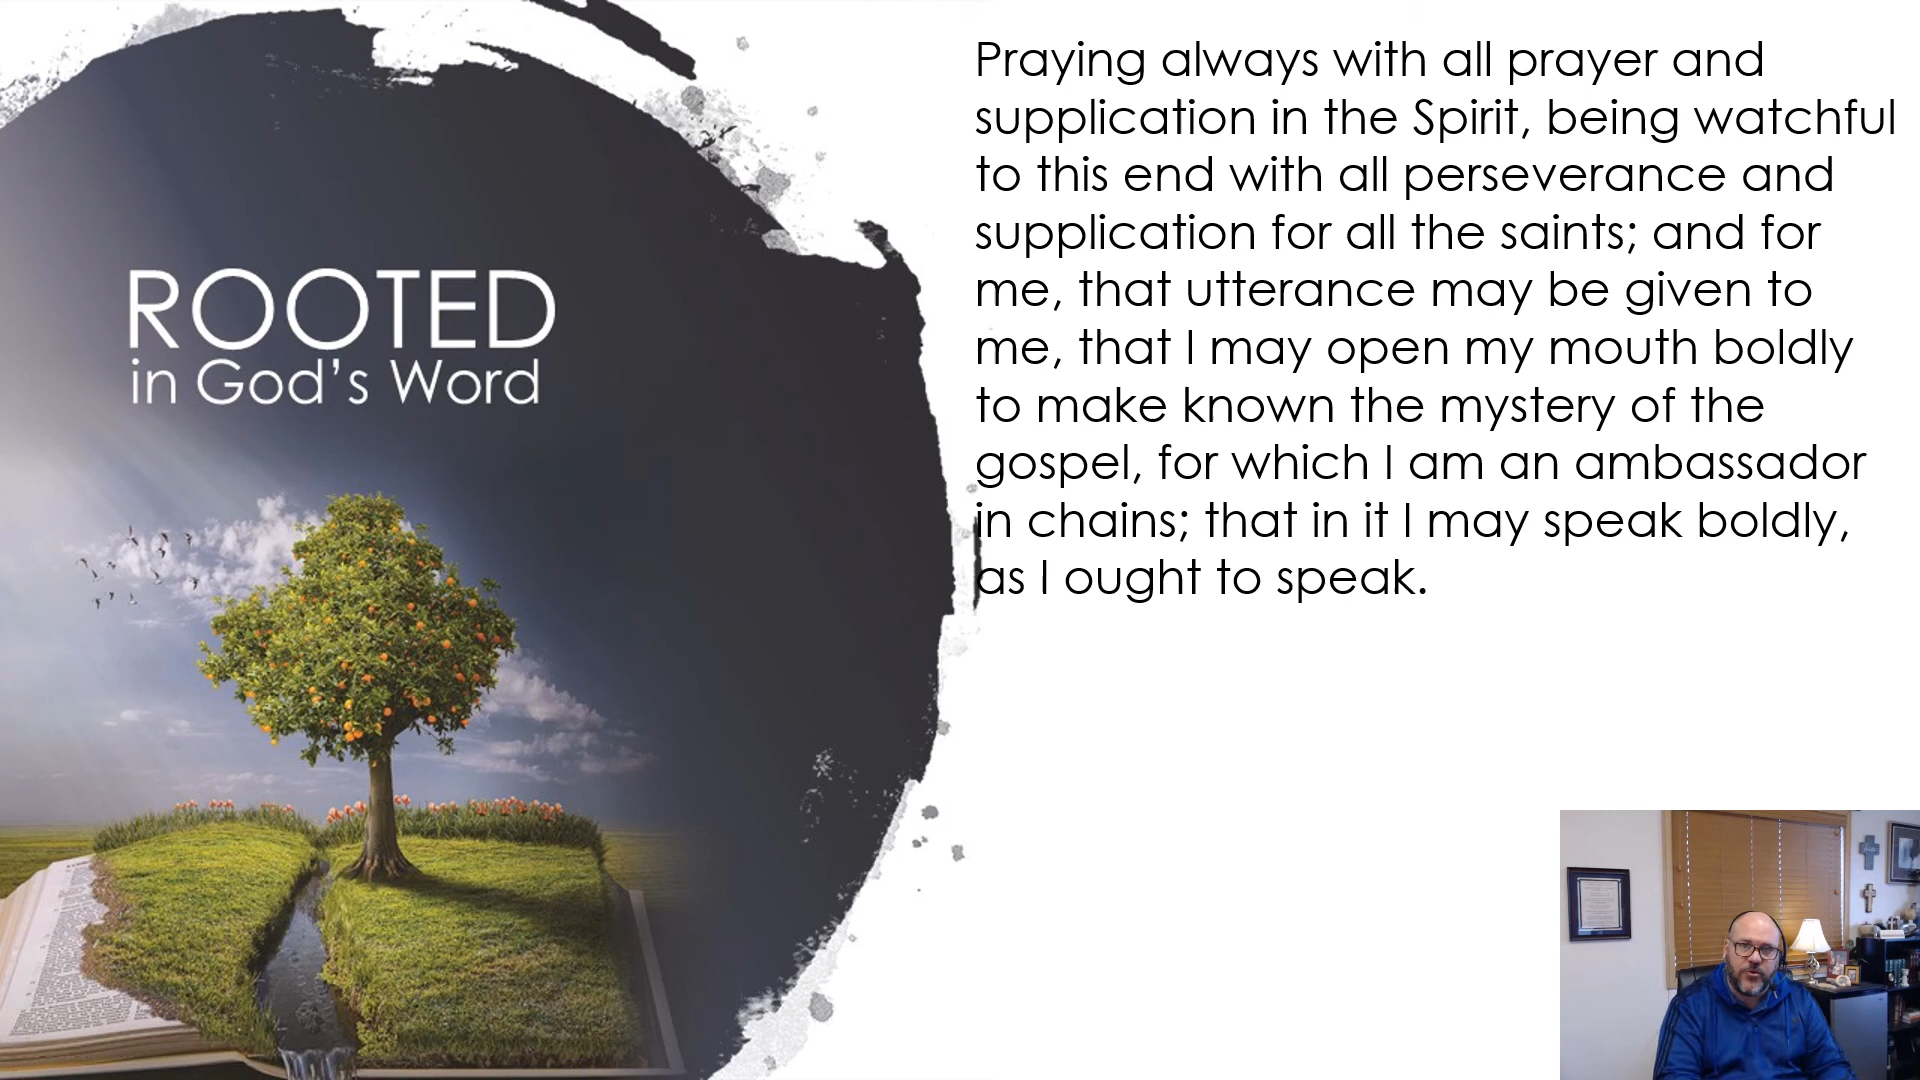 ROOTED
in God's Word
Praying always with all prayer and
supplication in the Spirit, being watchful
to this end with all perseverance and
supplication for all the saints; and for
me, that utterance may be given to
me, that I may open my mouth boldly
to make known the mystery of the
gospel, for which I am an ambassador
in chains; that in it I may speak boldly,
as I ought to speak.